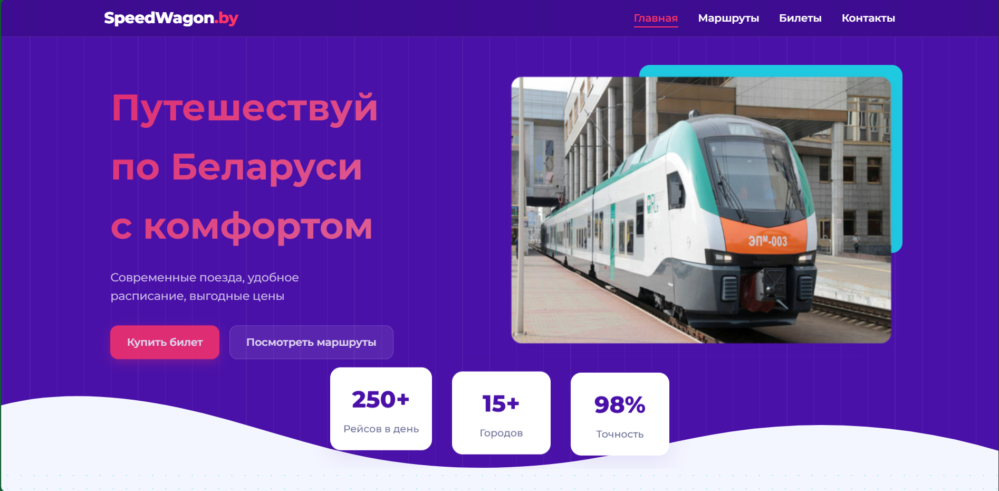 SpeedWagon.by
Главная
Маршруты
Билеты
Контакты
Путешествуй
по Беларуси
с комфортом
Современные поезда, удобное
расписание, выгодные цены
Купить билет
Посмотреть маршруты
ЭПМ-003
250+
Рейсов в день
15+
Городов
98%
Точность